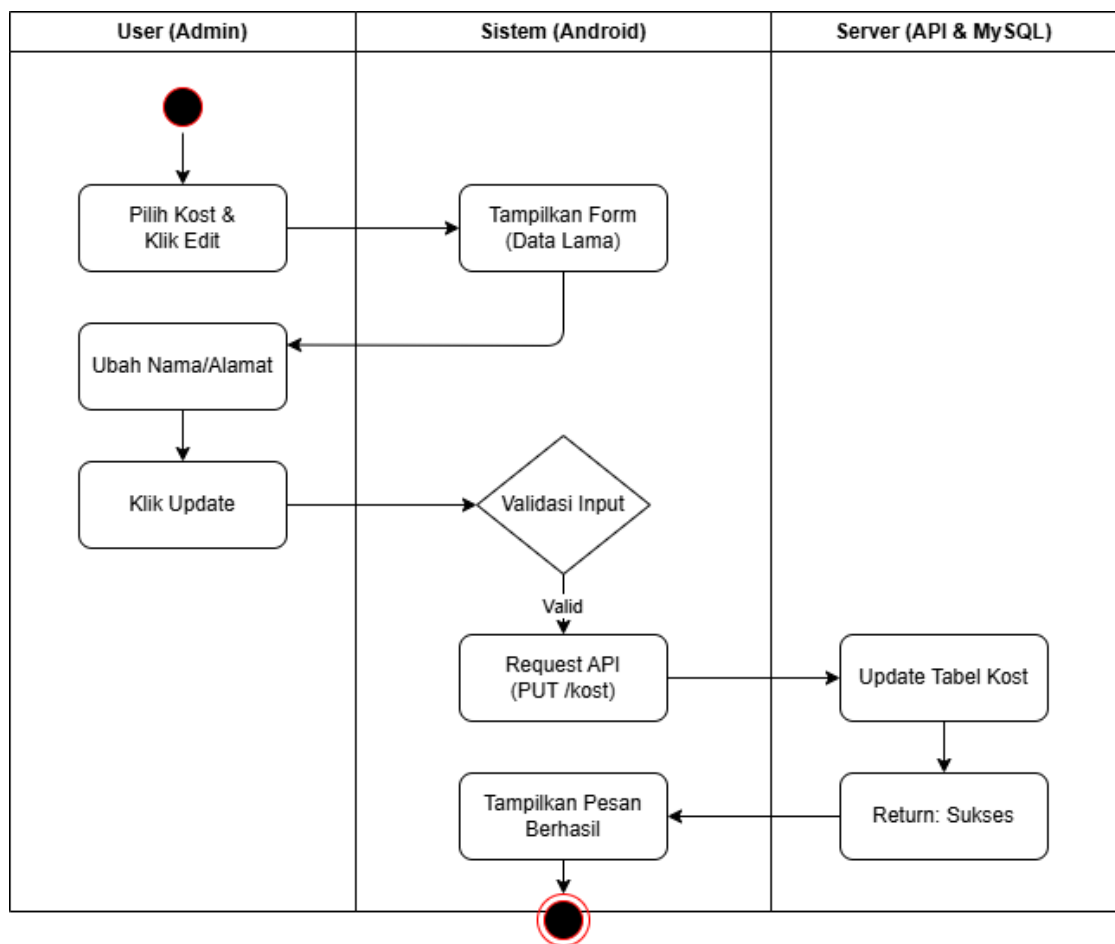 User (Admin)
Sistem (Android)
Server (API & MySQL)
Pilih Kost &
Klik Edit
Tampilkan Form
(Data Lama)
Ubah Nama/Alamat
Klik Update
Validasi Input
Valid
Request API
(PUT /kost)
Update Tabel Kost
Tampilkan Pesan
Berhasil
Return: Sukses